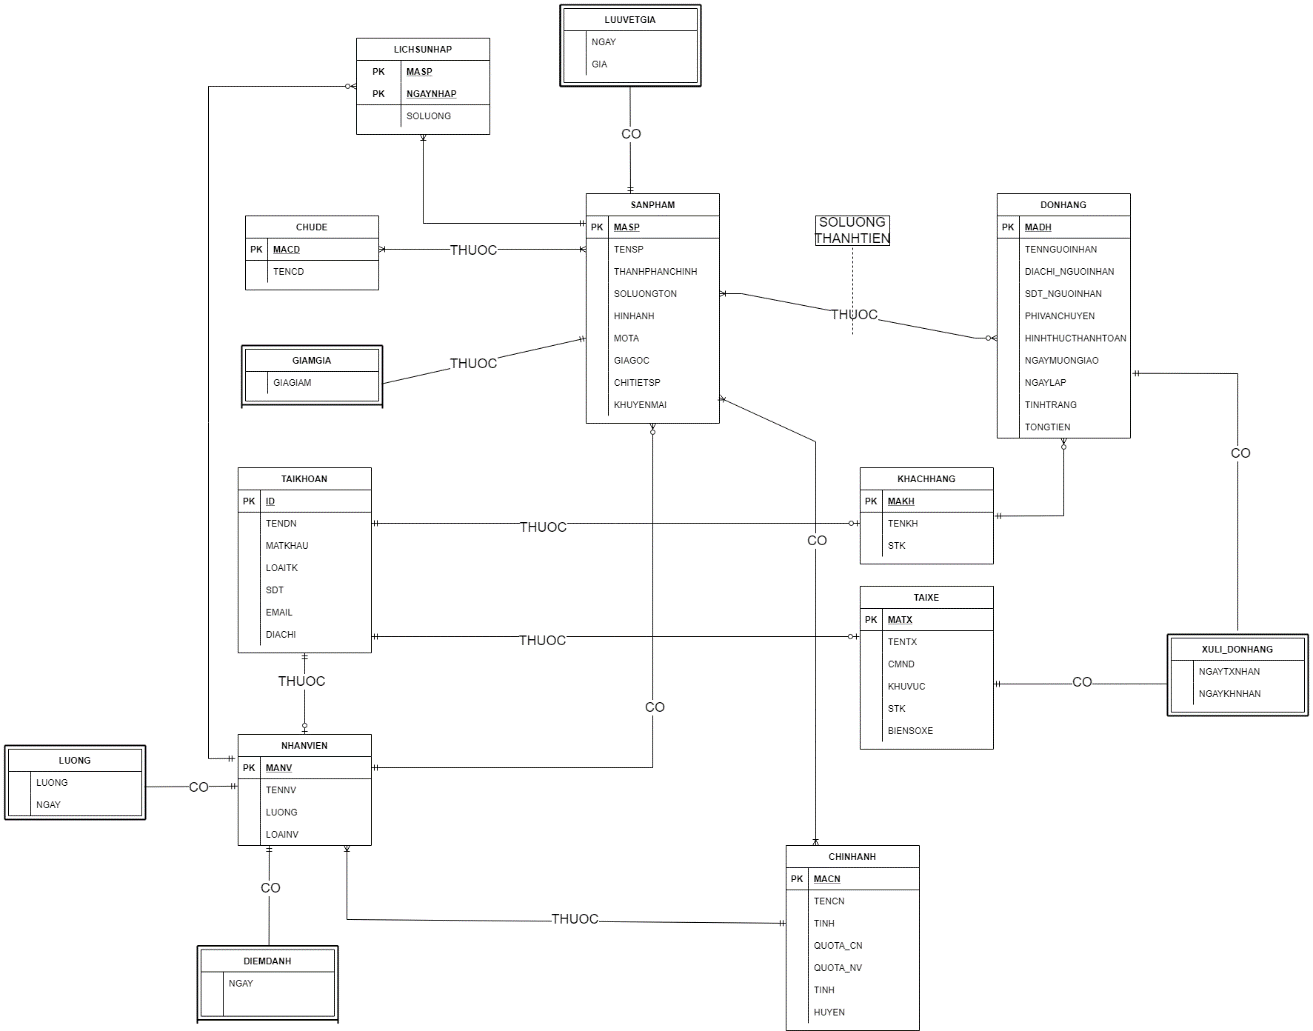 LUUVETGIA
NGAY
GIA
LICHSUNHAP
PK MASP
PK NGAYNHAP
SOLUONG
CO
SANPHAM
PK MASP
TENSP
THANHPHANCHINH
SOLUONGTON
HINHANH
MOTA
GIAGOC
CHITIETSP
KHUYENMAI
DONHANG
PK MADH
TENNGUOINHAN
DIACHI_NGUOINHAN
SDT_NGUOINHAN
PHIVANCHUYEN
HINHTHUCTHANHTOAN
NGAYMUONGIAO
NGAYLAP
TINHTRANG
TONGTIEN
SOLUONG
THANHTIEN
THUOC
CHUDE
PK MACD
TENCD
THUOC
GIAMGIA
GIAGIAM
THUOC
TAIKHOAN
PK ID
TENDN
MATKHAU
LOAITK
SDT
EMAIL
DIACHI
THUOC
KHACHHANG
PK MAKH
TENKH
STK
CO
CO
THUOC
TAIXE
PK MATX
TENTX
CMND
KHUVUC
STK
BIENSOXE
CO
XULI_DONHANG
NGAYTXNHAN
NGAYKHNHAN
THUOC
CO
NHANVIEN
PK MANV
TENNV
LUONG
LOAINV
LUONG
LUONG
NGAY
CO
CO
DIEMDANH
NGAY
THUOC
CHINHANH
PK MACN
TENCN
TINH
QUOTA_CN
QUOTA_NV
TINH
HUYEN